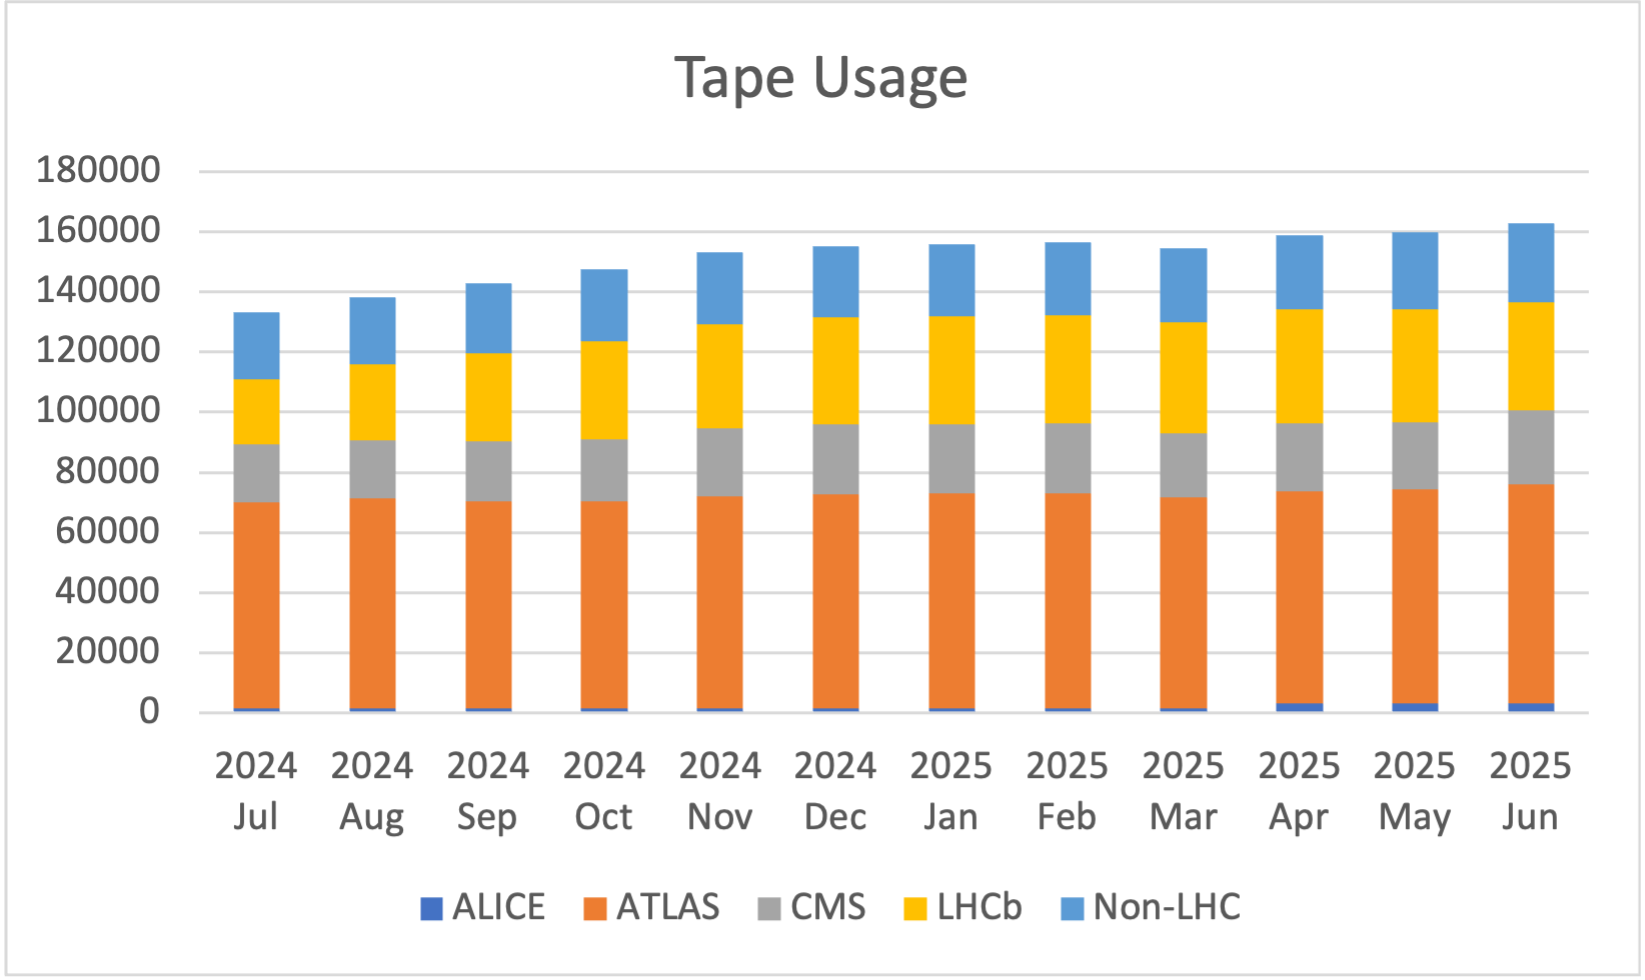 Tape Usage
180000
160000
140000
120000
100000
80000
60000
40000
20000
0
2024 2024 2024 2024 2024 2024 2025 2025 2025 2025 2025 2025
Jul Aug Sep Oct Nov Dec Jan Feb Mar Apr May Jun
ALICE ATLAS CMS LHCb Non-LHC